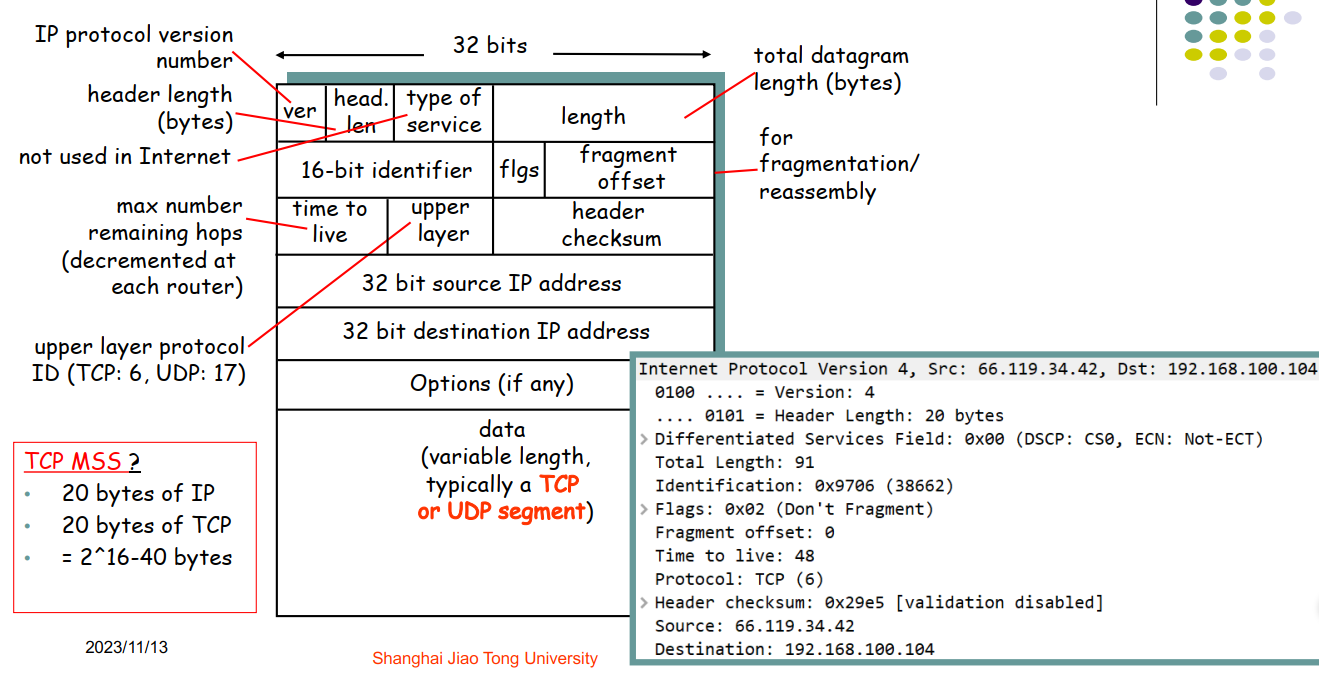 IP protocol version
number
header length
(bytes)
not used in Internet
max number
remaining hops
(decremented at
each router)
upper layer protocol
ID (TCP: 6, UDP: 17)
32 bits
ver
head.
len
type of
service
length
16-bit identifier
flgs
fragment
offset
time to
live
upper
layer
header
checksum
32 bit source IP address
32 bit destination IP address
Options (if any)
data
(variable length,
typically a TCP
or UDP segment)
total datagram
length (bytes)
for
fragmentation/
reassembly
TCP MSS ?
• 20 bytes of IP
• 20 bytes of TCP
• = 2^16-40 bytes
Internet Protocol Version 4, Src: 66.119.34.42, Dst: 192.168.100.104
0100 .... = Version: 4
.... 0101 = Header Length: 20 bytes
> Differentiated Services Field: 0x00 (DSCP: CS0, ECN: Not-ECT)
Total Length: 91
Identification: 0x9706 (38662)
> Flags: 0x02 (Don't Fragment)
Fragment offset: 0
Time to live: 48
Protocol: TCP (6)
> Header checksum: 0x29e5 [validation disabled]
Source: 66.119.34.42
Destination: 192.168.100.104
2023/11/13
Shanghai Jiao Tong University